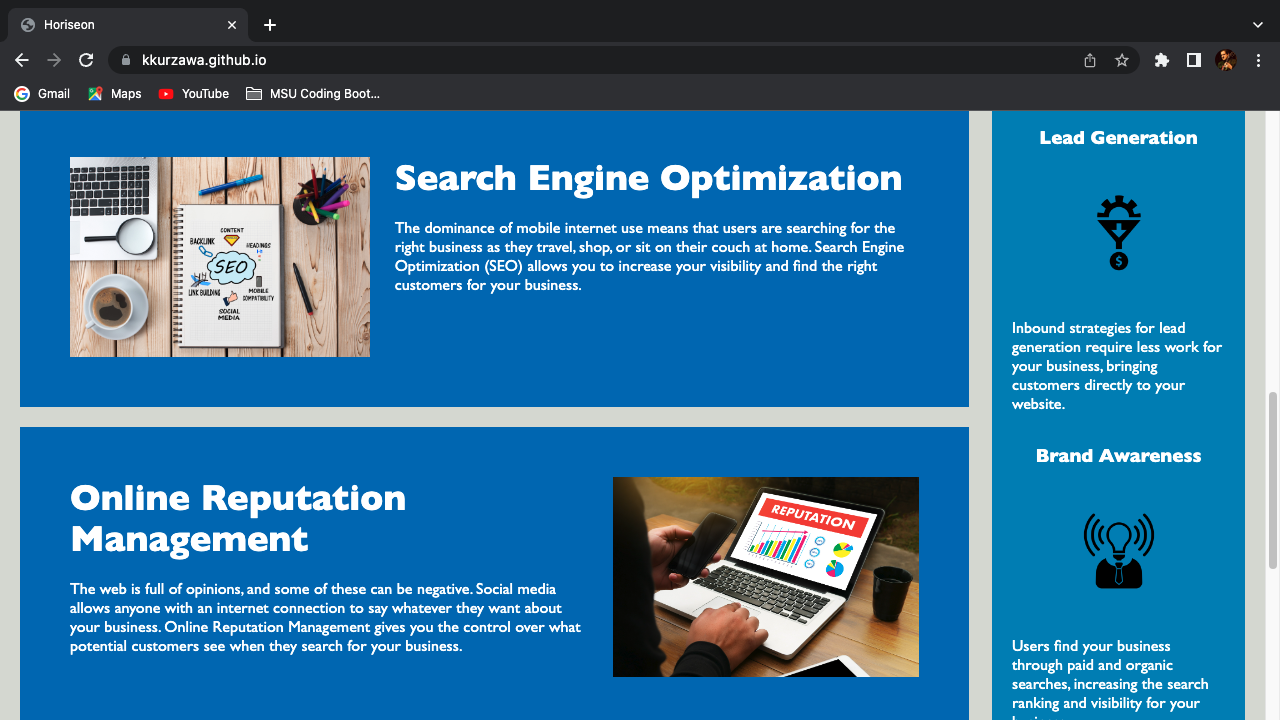 Horiseon
kkurzawa.github.io
Gmail
Maps
YouTube
MSU Coding Boot...
Search Engine Optimization
The dominance of mobile internet use means that users are searching for the
right business as they travel, shop, or sit on their couch at home. Search Engine
Optimization (SEO) allows you to increase your visibility and find the right
customers for your business.
CONTENT
BACKLINK
HEADINGS
SEO
LINK BUILDING
MOBILE
COMPATIBILITY
SOCIAL
MEDIA
Online Reputation
Management
The web is full of opinions, and some of these can be negative. Social media
allows anyone with an internet connection to say whatever they want about
your business. Online Reputation Management gives you the control over what
potential customers see when they search for your business.
REPUTATION
Lead Generation
$
Inbound strategies for lead
generation require less work for
your business, bringing
customers directly to your
website.
Brand Awareness
Users find your business
through paid and organic
searches, increasing the search
ranking and visibility for your